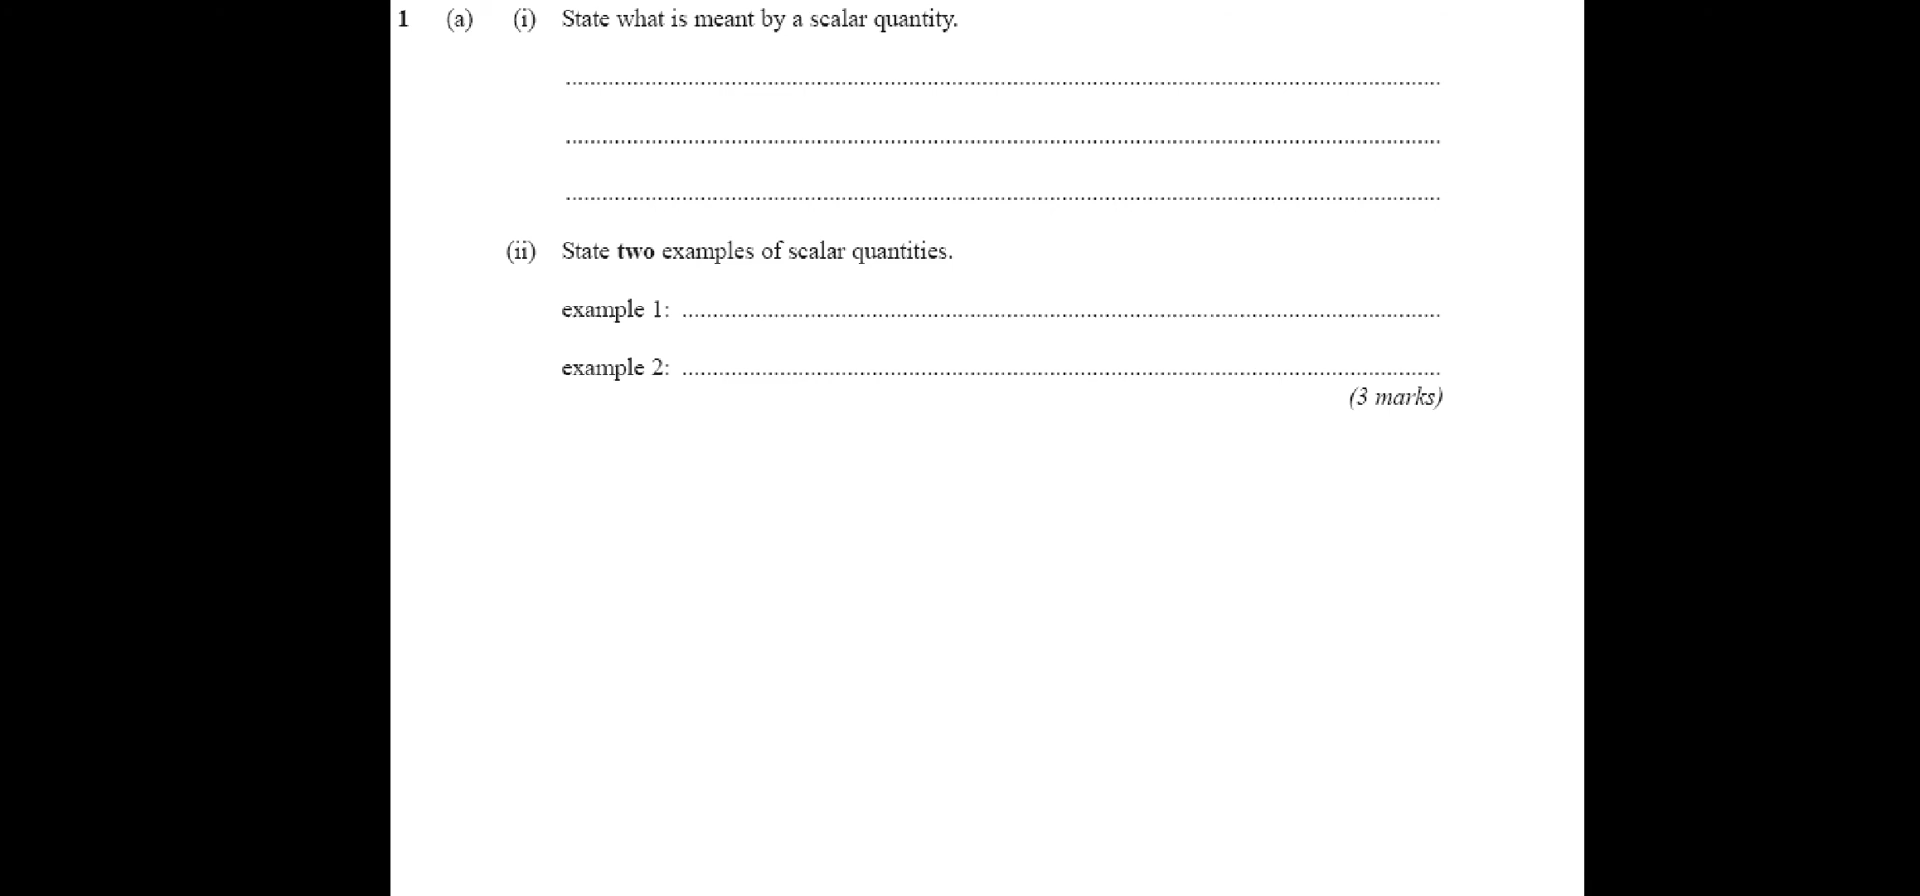 1 (a) (i) State what is meant by a scalar quantity.
................................................................................
................................................................................
................................................................................
(ii) State two examples of scalar quantities.
example 1: ................................................................................
example 2: ................................................................................
(3 marks)